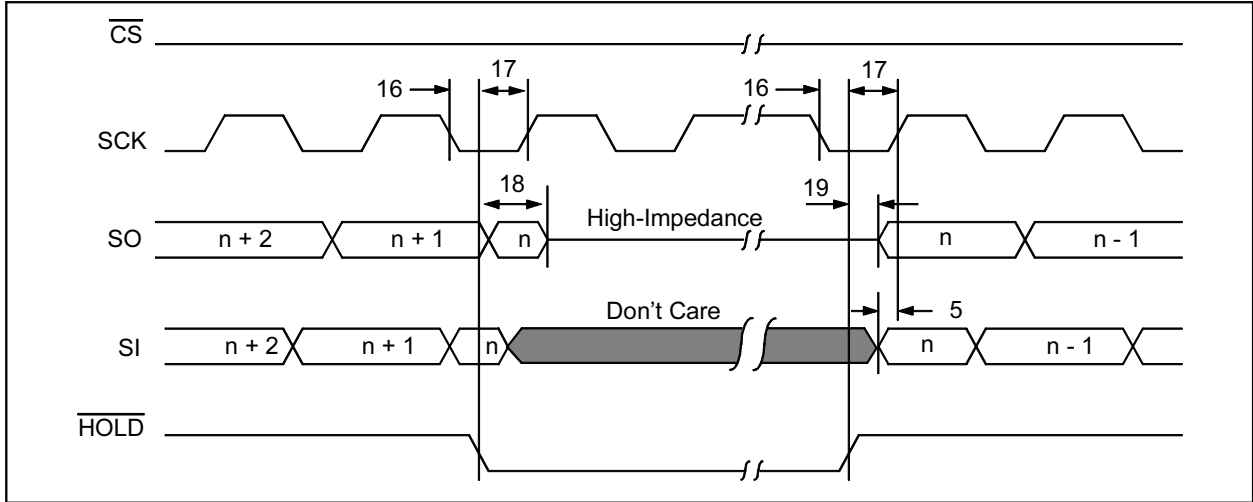 CS
16
17
16
17
SCK
18
19
SO
n + 2
n + 1
n
High-Impedance
n
n - 1
Don't Care
5
SI
n + 2
n + 1
n
n
n - 1
HOLD